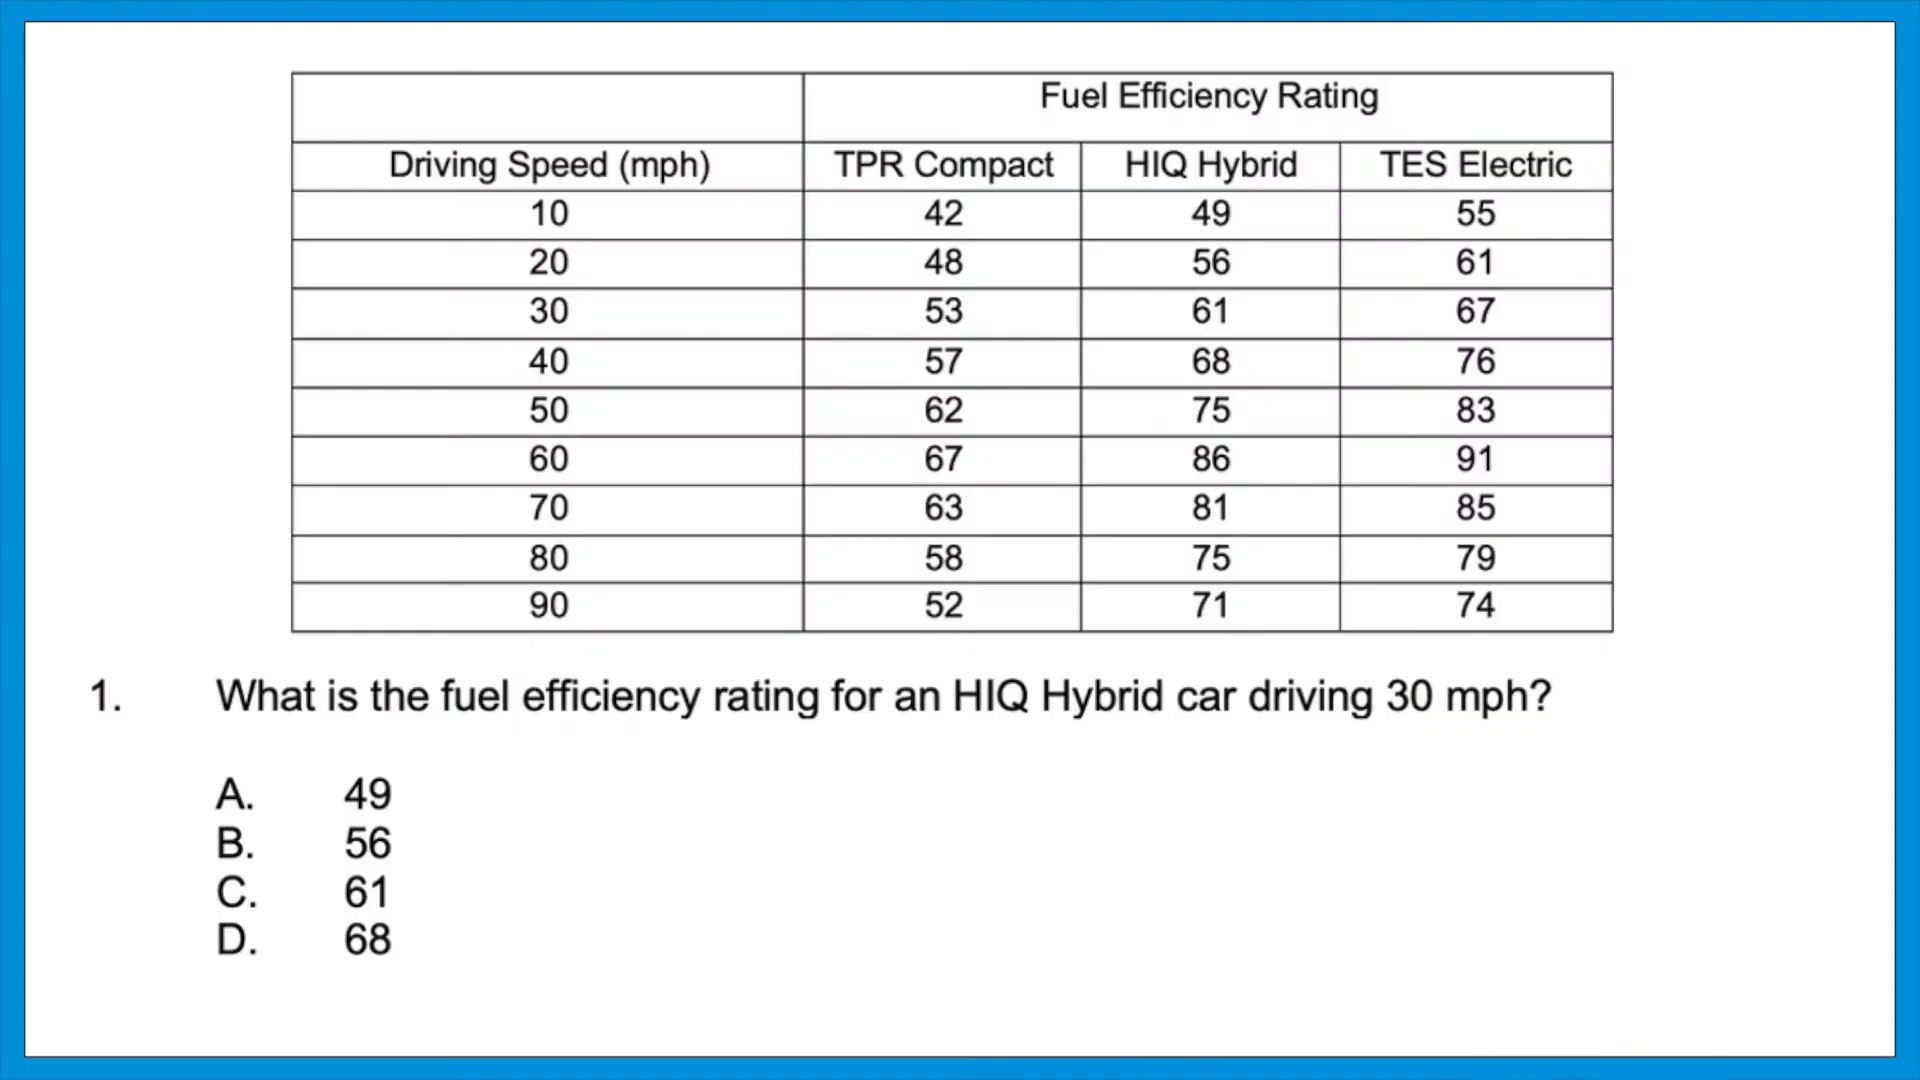 Fuel Efficiency Rating
Driving Speed (mph) TPR Compact HIQ Hybrid TES Electric
10 42 49 55
20 48 56 61
30 53 61 67
40 57 68 76
50 62 75 83
60 67 86 91
70 63 81 85
80 58 75 79
90 52 71 74
1. What is the fuel efficiency rating for an HIQ Hybrid car driving 30 mph?
A. 49
B. 56
C. 61
D. 68